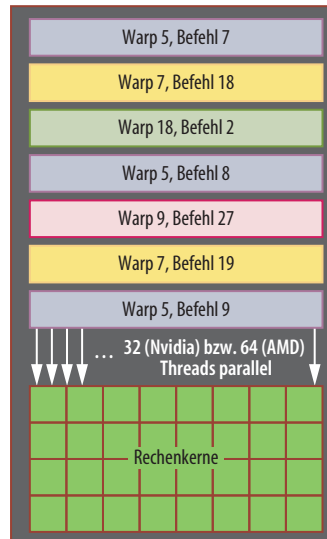 Warp 5, Befehl 7
Warp 7, Befehl 18
Warp 18, Befehl 2
Warp 5, Befehl 8
Warp 9, Befehl 27
Warp 7, Befehl 19
Warp 5, Befehl 9
... 32 (Nvidia) bzw. 64 (AMD)
Threads parallel
Rechenkerne